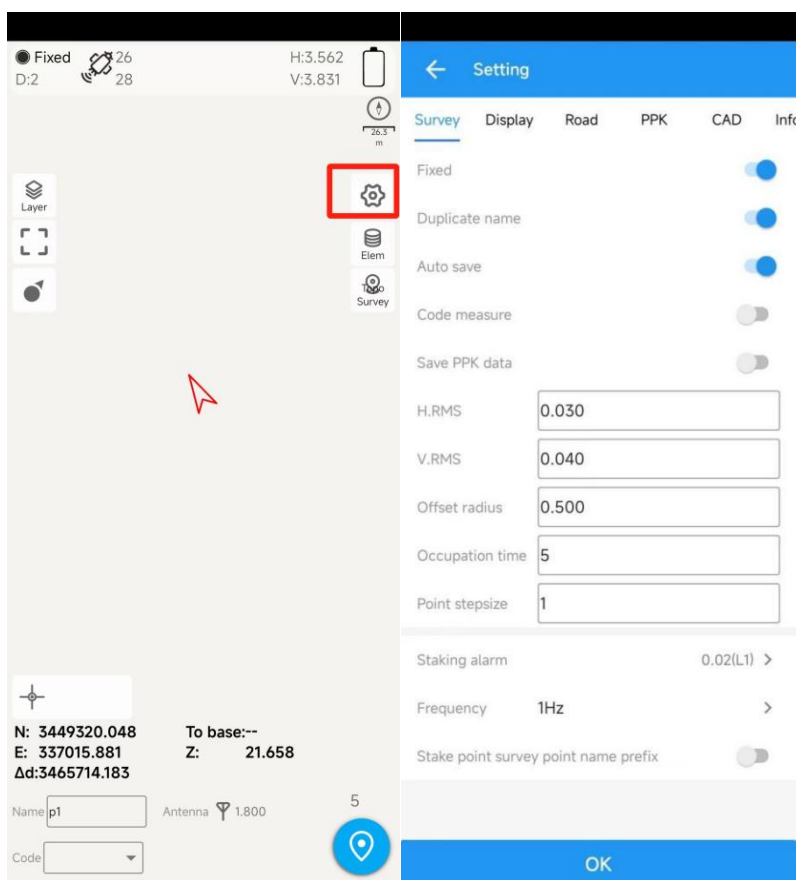 Fixed 26 H:3.562
D:2 28 V:3.831
26.3
m
Layer
Elem
Topo
Survey
N: 3449320.048 To base:--
E: 337015.881 Z: 21.658
Δd:3465714.183
Name p1 Antenna 1.800 5
Code
Setting
Survey Display Road PPK CAD Info
Fixed
Duplicate name
Auto save
Code measure
Save PPK data
H.RMS 0.030
V.RMS 0.040
Offset radius 0.500
Occupation time 5
Point stepsize 1
Staking alarm 0.02(L1) >
Frequency 1Hz >
Stake point survey point name prefix
OK